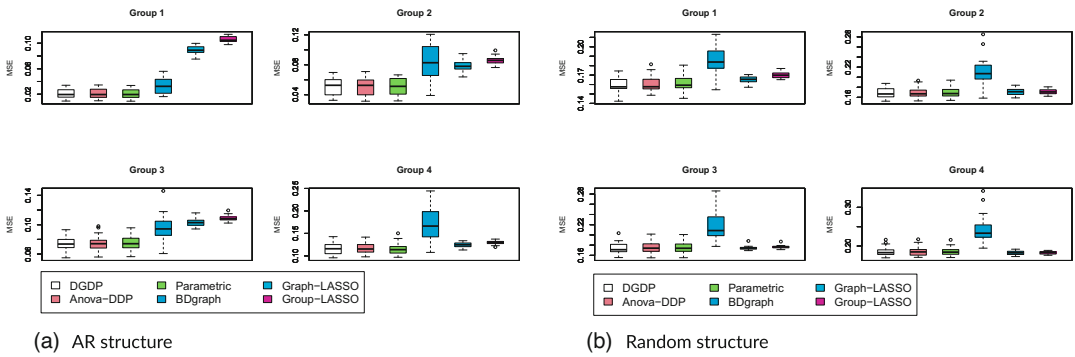 Group 1
MSE
0.02
0.06
0.10
Group 2
MSE
0.04
0.08
0.12
Group 3
MSE
0.06
0.10
0.14
Group 4
MSE
0.10
0.15
0.20
0.25
DGDP
Anova−DDP
Parametric
BDgraph
Graph−LASSO
Group−LASSO
(a) AR structure
Group 1
MSE
0.14
0.17
0.20
Group 2
MSE
0.18
0.22
0.26
Group 3
MSE
0.16
0.22
0.28
Group 4
MSE
0.20
0.30
DGDP
Anova−DDP
Parametric
BDgraph
Graph−LASSO
Group−LASSO
(b) Random structure